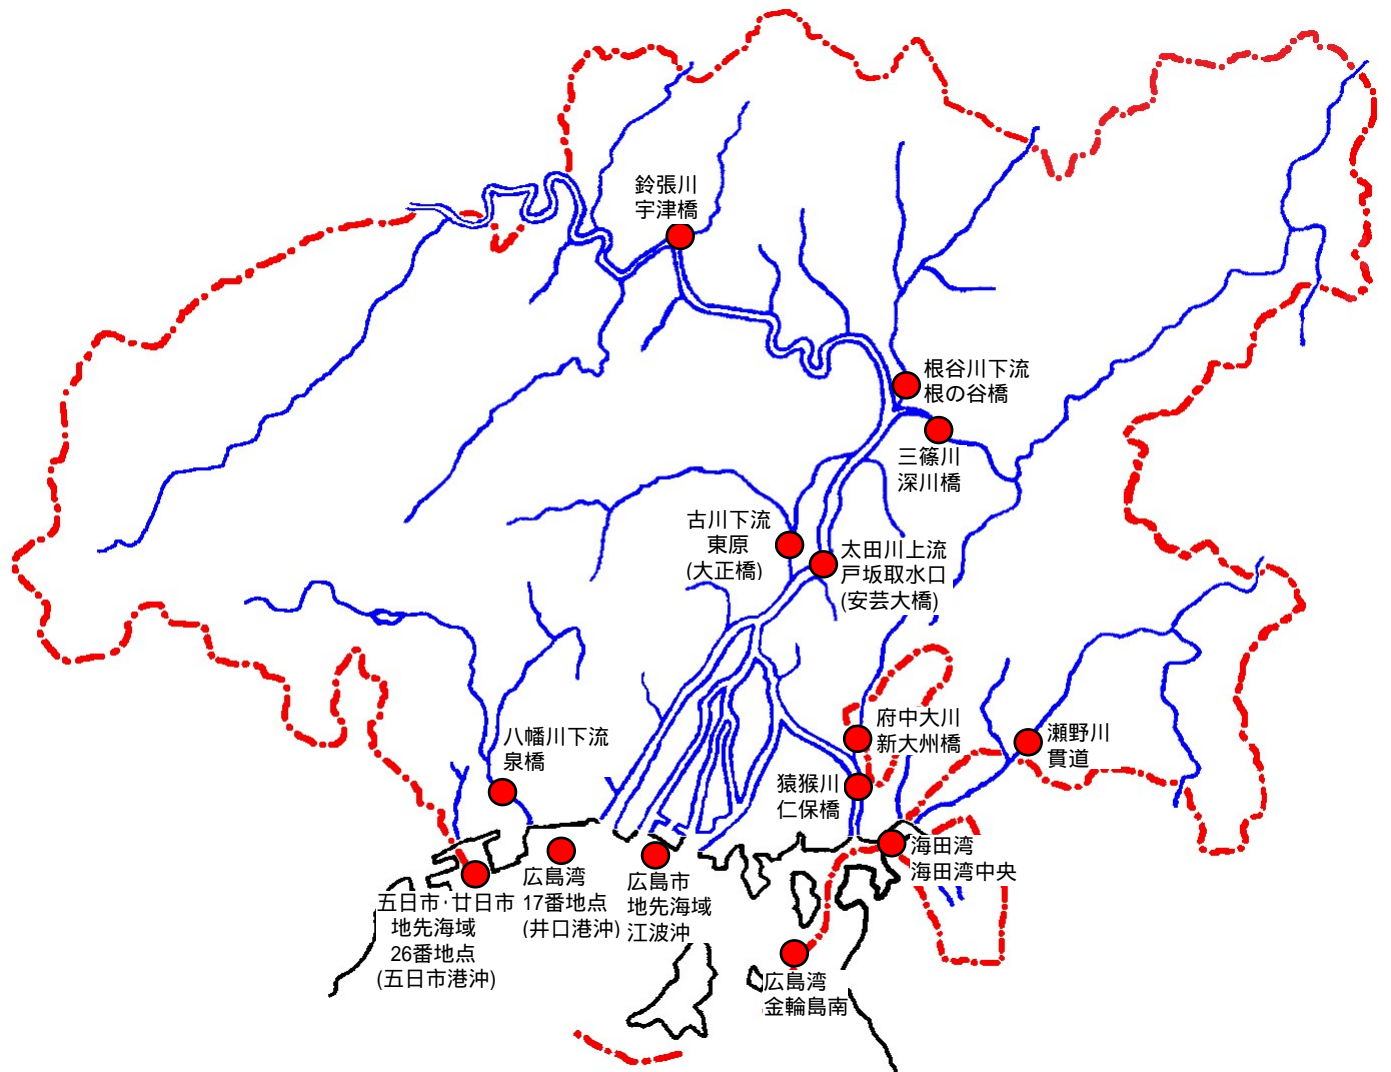 鈴張川
宇津橋
根谷川下流
根の谷橋
三篠川
深川橋
古川下流
東原
(大正橋)
太田川上流
戸坂取水口
(安芸大橋)
府中大川
新大州橋
瀬野川
貫道
八幡川下流
泉橋
猿猴川
仁保橋
海田湾
海田湾中央
五日市･廿日市
地先海域
26番地点
(五日市港沖)
広島湾
17番地点
(井口港沖)
広島市
地先海域
江波沖
広島湾
金輪島南